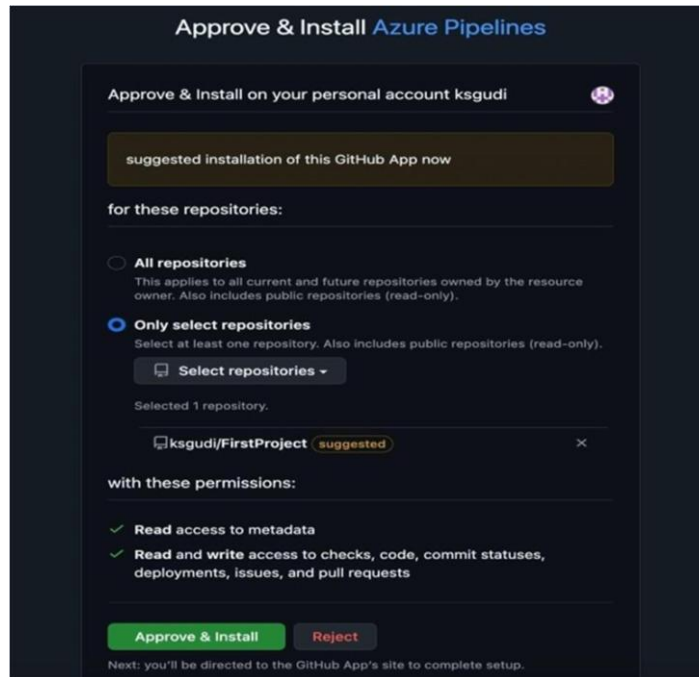 Approve & Install Azure Pipelines
Approve & Install on your personal account ksgudi
suggested installation of this GitHub App now
for these repositories:
All repositories
This applies to all current and future repositories owned by the resource
owner. Also includes public repositories (read-only).
Only select repositories
Select at least one repository. Also includes public repositories (read-only).
Select repositories
Selected 1 repository.
ksgudi/FirstProject suggested
with these permissions:
Read access to metadata
Read and write access to checks, code, commit statuses,
deployments, issues, and pull requests
Approve & Install Reject
Next: you'll be directed to the GitHub App's site to complete setup.